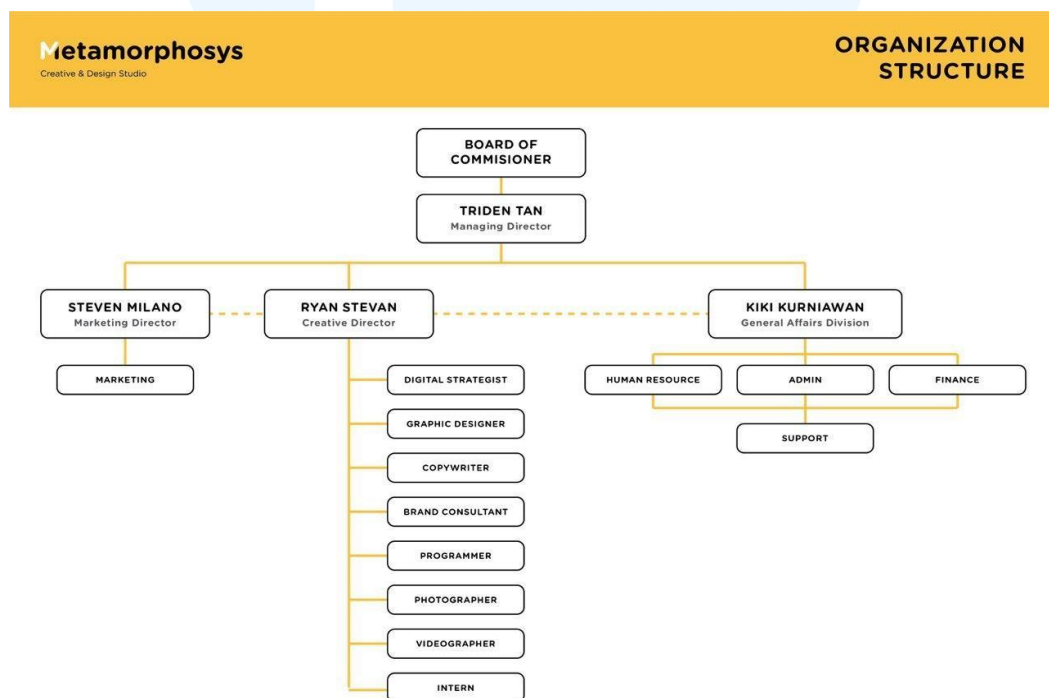 Metamorphosys
Creative & Design Studio
ORGANIZATION
STRUCTURE
BOARD OF
COMMISIONER
TRIDEN TAN
Managing Director
STEVEN MILANO
Marketing Director
RYAN STEVAN
Creative Director
KIKI KURNIAWAN
General Affairs Division
MARKETING
DIGITAL STRATEGIST
GRAPHIC DESIGNER
COPYWRITER
BRAND CONSULTANT
PROGRAMMER
PHOTOGRAPHER
VIDEOGRAPHER
INTERN
HUMAN RESOURCE
ADMIN
FINANCE
SUPPORT